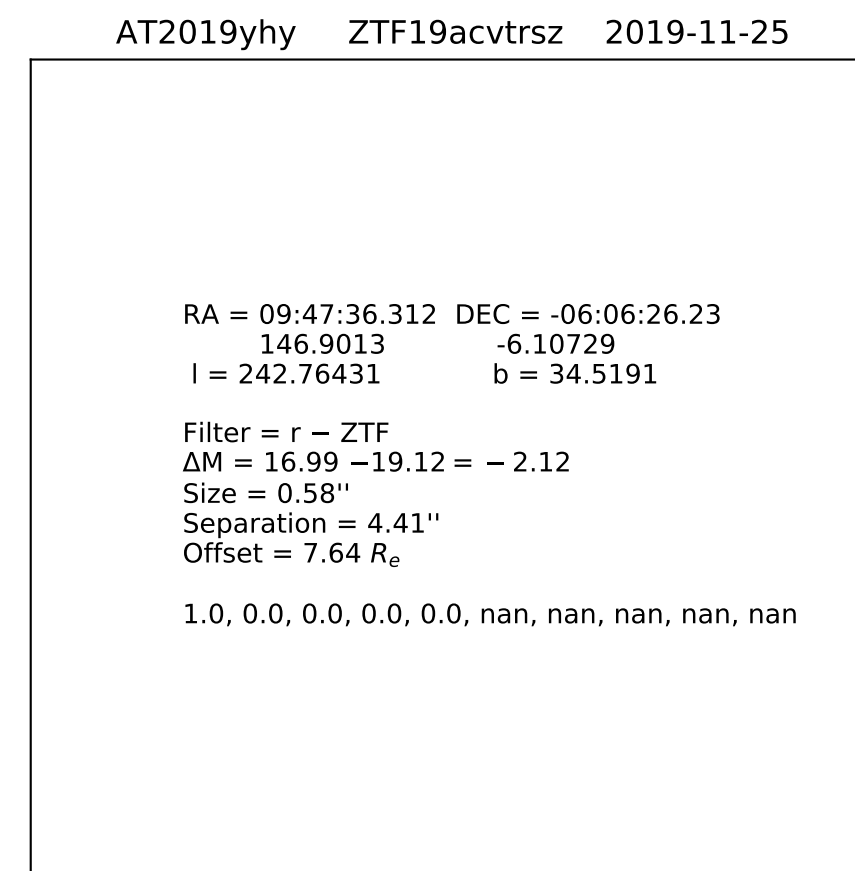 AT2019yhy ZTF19acvtrsz 2019-11-25
RA = 09:47:36.312 DEC = -06:06:26.23
146.9013 -6.10729
l = 242.76431 b = 34.5191
Filter = r − ZTF
ΔM = 16.99 −19.12 = − 2.12
Size = 0.58''
Separation = 4.41''
Offset = 7.64 Re
1.0, 0.0, 0.0, 0.0, 0.0, nan, nan, nan, nan, nan